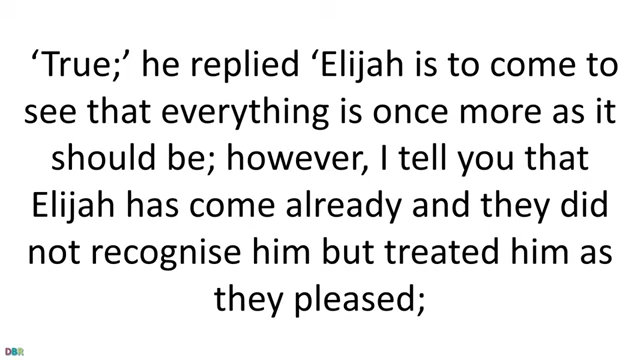 ‘True;’ he replied ‘Elijah is to come to
see that everything is once more as it
should be; however, I tell you that
Elijah has come already and they did
not recognise him but treated him as
they pleased;
DBR